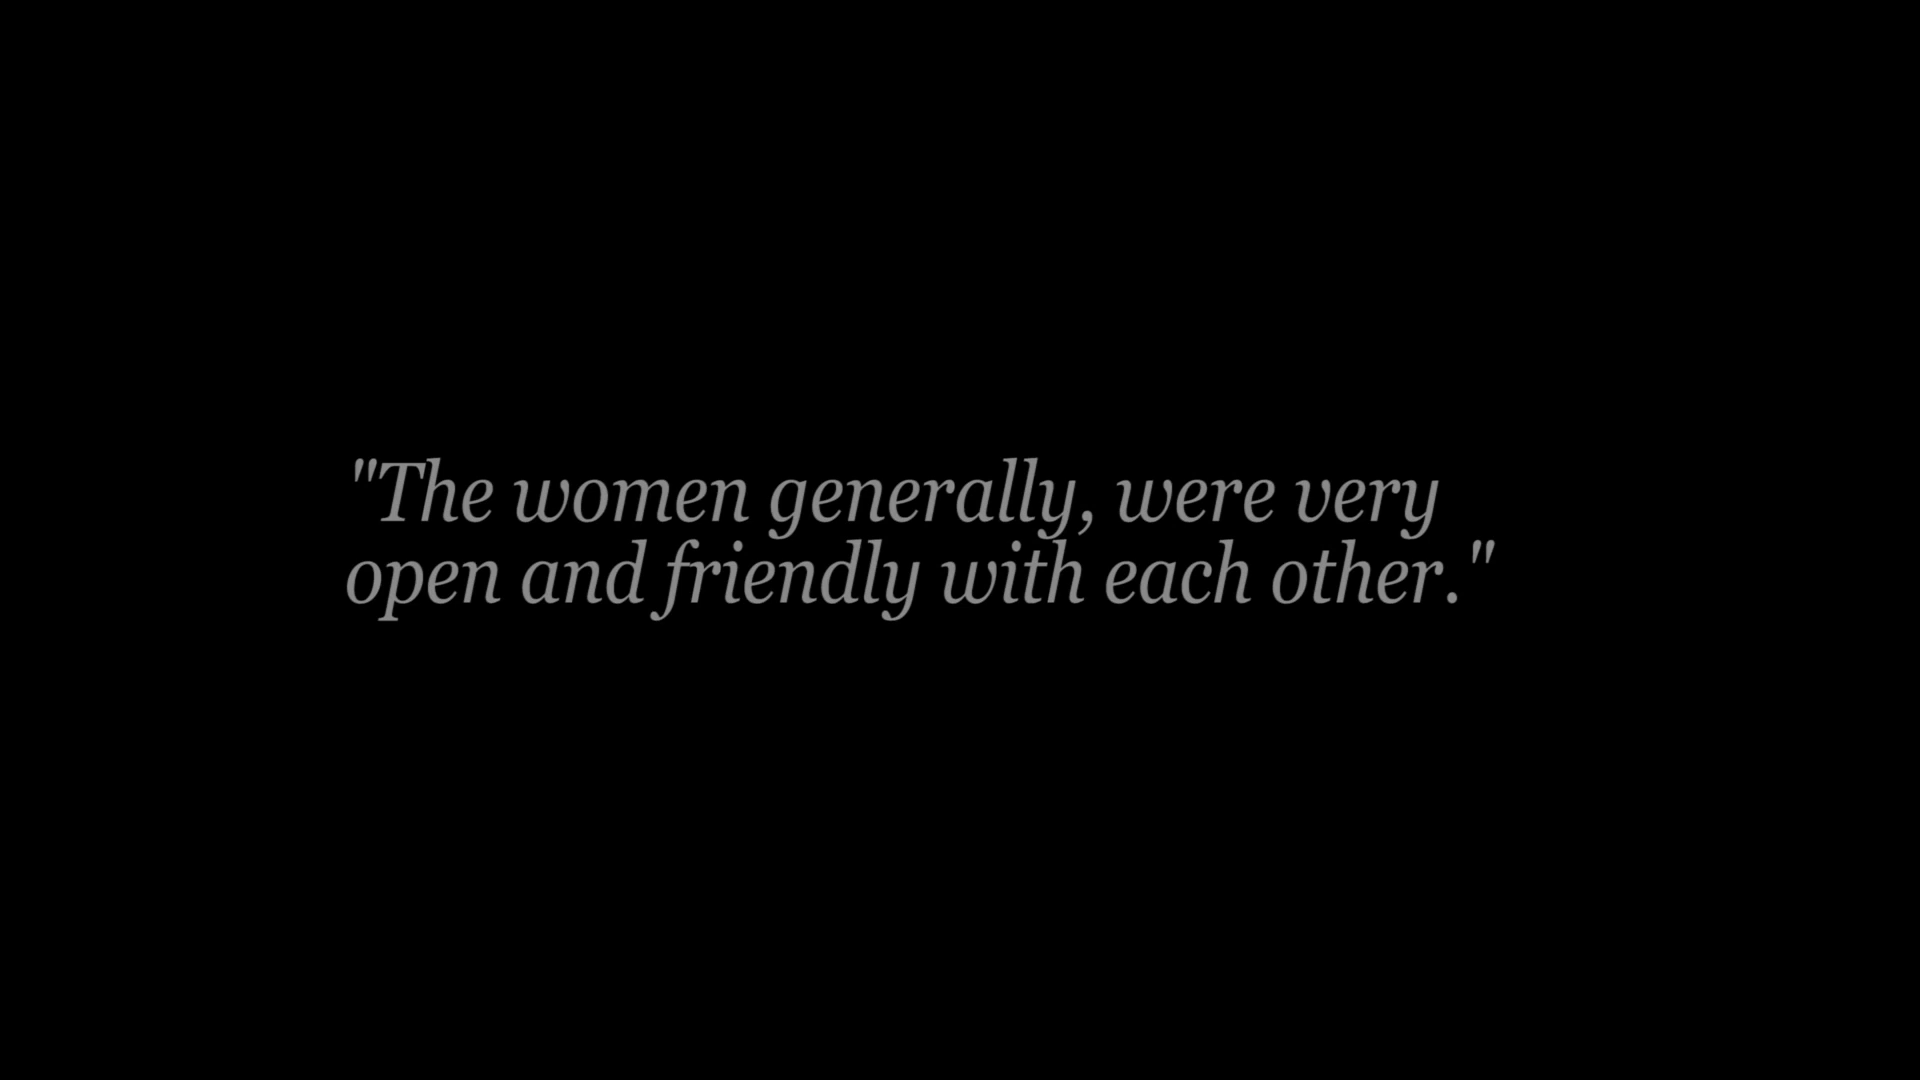 "The women generally, were very
open and friendly with each other."